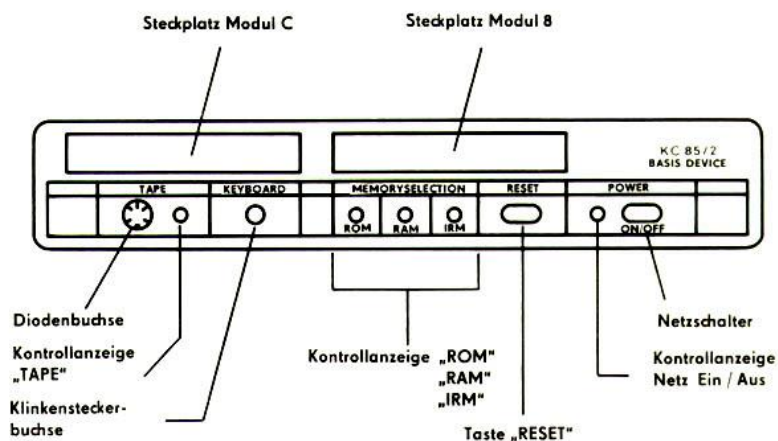 Steckplatz Modul C
Steckplatz Modul 8
KC 85/2
BASIS DEVICE
TAPE
KEYBOARD
MEMORYSELECTION
RESET
POWER
ROM
RAM
IRM
ON/OFF
Diodenbuchse
Kontrollanzeige
„TAPE“
Klinkenstecker-
buchse
Kontrollanzeige „ROM“
„RAM“
„IRM“
Taste „RESET“
Netzschalter
Kontrollanzeige
Netz Ein / Aus